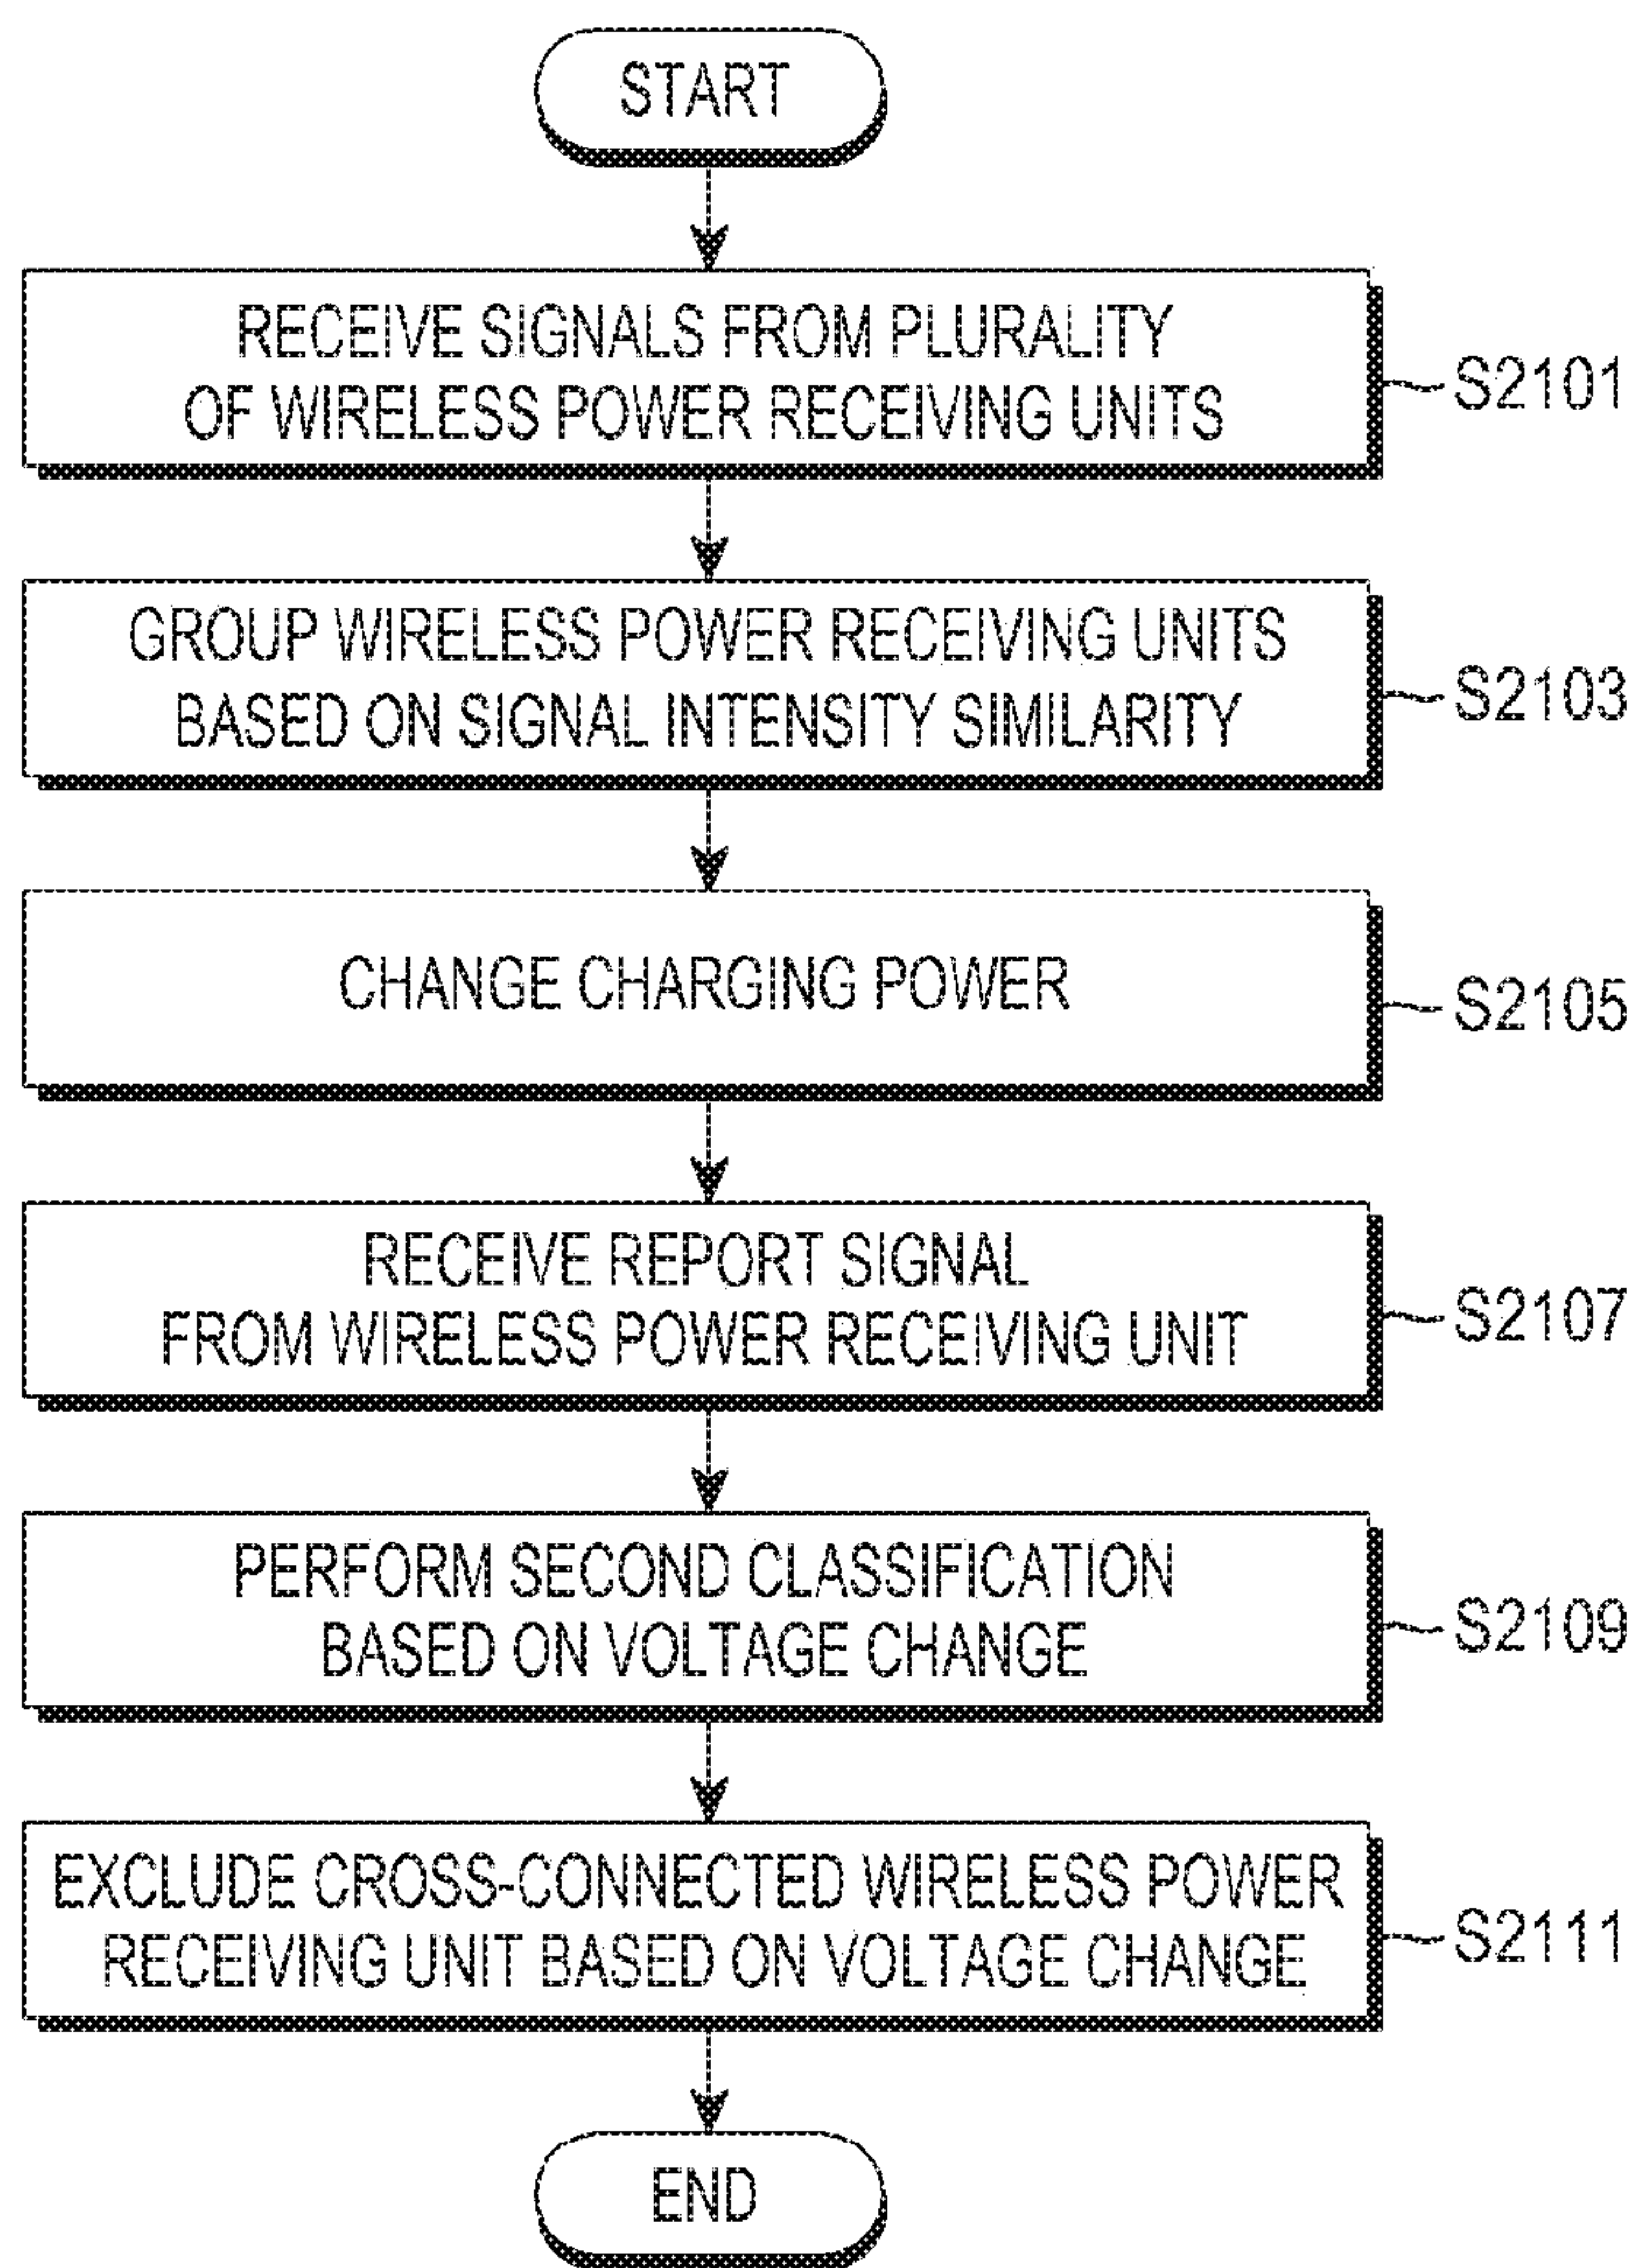 START
RECEIVE SIGNALS FROM PLURALITY
OF WIRELESS POWER RECEIVING UNITS
S2101
GROUP WIRELESS POWER RECEIVING UNITS
BASED ON SIGNAL INTENSITY SIMILARITY
S2103
CHANGE CHARGING POWER
S2105
RECEIVE REPORT SIGNAL
FROM WIRELESS POWER RECEIVING UNIT
S2107
PERFORM SECOND CLASSIFICATION
BASED ON VOLTAGE CHANGE
S2109
EXCLUDE CROSS-CONNECTED WIRELESS POWER
RECEIVING UNIT BASED ON VOLTAGE CHANGE
S2111
END